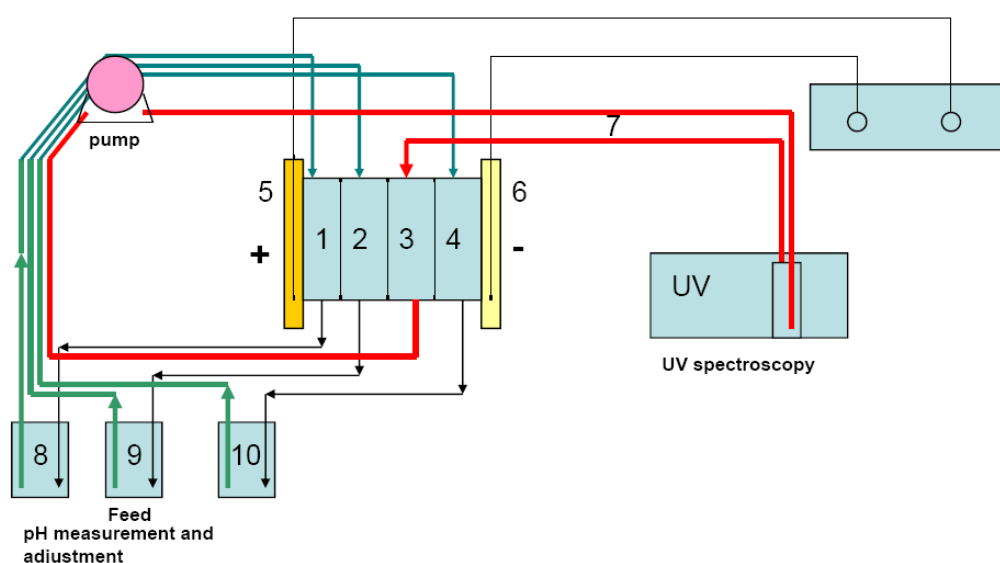 pump
7
5
6
+
1 2 3 4
-
UV
UV spectroscopy
8 9 10
Feed
pH measurement and
adiustment